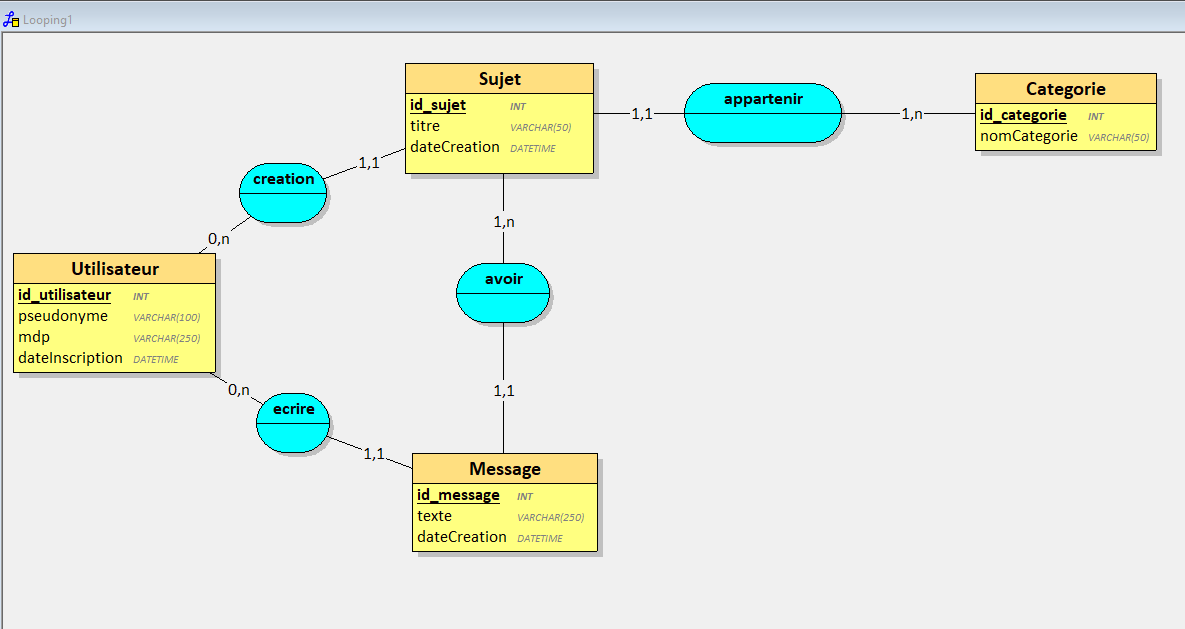 Looping1
Sujet
id_sujet INT
titre VARCHAR(50)
dateCreation DATETIME
1,1
appartenir
1,n
Categorie
id_categorie INT
nomCategorie VARCHAR(50)
creation
1,1
0,n
1,n
avoir
1,1
Utilisateur
id_utilisateur INT
pseudonyme VARCHAR(100)
mdp VARCHAR(250)
dateInscription DATETIME
0,n
ecrire
1,1
Message
id_message INT
texte VARCHAR(250)
dateCreation DATETIME